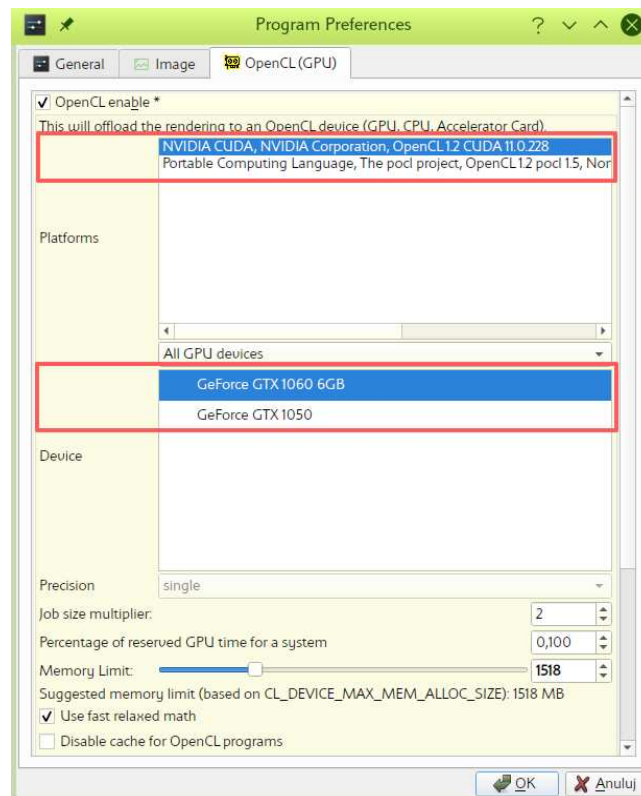 Program Preferences
General Image OpenCL (GPU)
OpenCL enable *
This will offload the rendering to an OpenCL device (GPU, CPU, Accelerator Card).
NVIDIA CUDA, NVIDIA Corporation, OpenCL 1.2 CUDA 11.0.228
Portable Computing Language, The pocl project, OpenCL 1.2 pocl 1.5, Nor
Platforms
All GPU devices
GeForce GTX 1060 6GB
GeForce GTX 1050
Device
Precision single
Job size multiplier: 2
Percentage of reserved GPU time for a system 0,100
Memory Limit: 1518
Suggested memory limit (based on CL_DEVICE_MAX_MEM_ALLOC_SIZE): 1518 MB
Use fast relaxed math
Disable cache for OpenCL programs
OK Anuluj